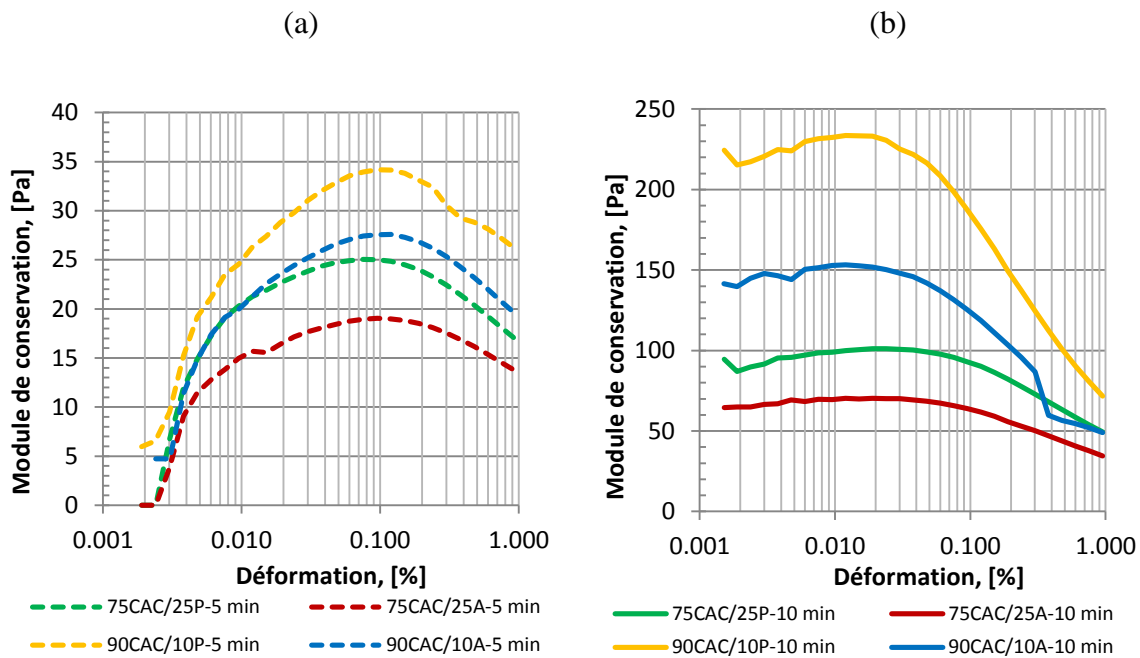 (a)
(b)
Module de conservation, [Pa]
40
35
30
25
20
15
10
5
0
0.001
0.010
0.100
1.000
Déformation, [%]
75CAC/25P-5 min
75CAC/25A-5 min
90CAC/10P-5 min
90CAC/10A-5 min
Module de conservation, [Pa]
250
200
150
100
50
0
0.001
0.010
0.100
1.000
Déformation, [%]
75CAC/25P-10 min
75CAC/25A-10 min
90CAC/10P-10 min
90CAC/10A-10 min